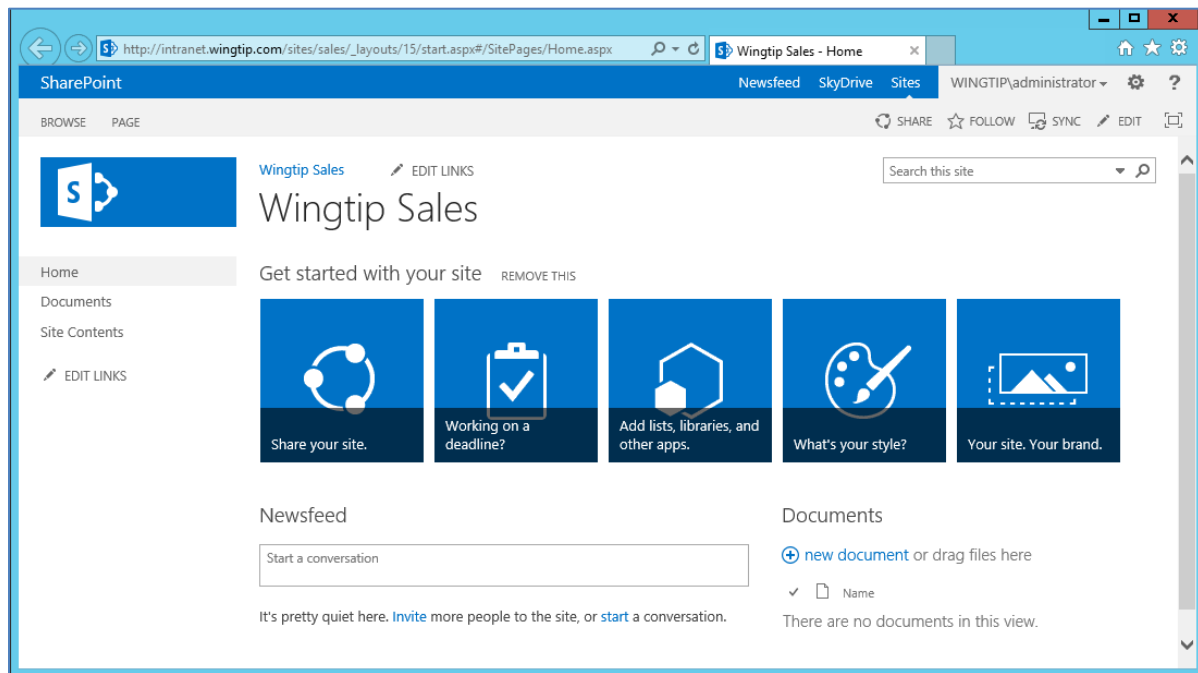 http://intranet.wingtip.com/sites/sales/_layouts/15/start.aspx#/SitePages/Home.aspx
Wingtip Sales - Home
SharePoint
Newsfeed SkyDrive Sites WINGTIP\administrator ?
BROWSE PAGE
SHARE FOLLOW SYNC EDIT
S
Wingtip Sales EDIT LINKS
Search this site
Wingtip Sales
Home
Documents
Site Contents
EDIT LINKS
Get started with your site REMOVE THIS
Share your site.
Working on a
deadline?
Add lists, libraries, and
other apps.
What's your style?
Your site. Your brand.
Newsfeed
Start a conversation
It's pretty quiet here. Invite more people to the site, or start a conversation.
Documents
new document or drag files here
Name
There are no documents in this view.